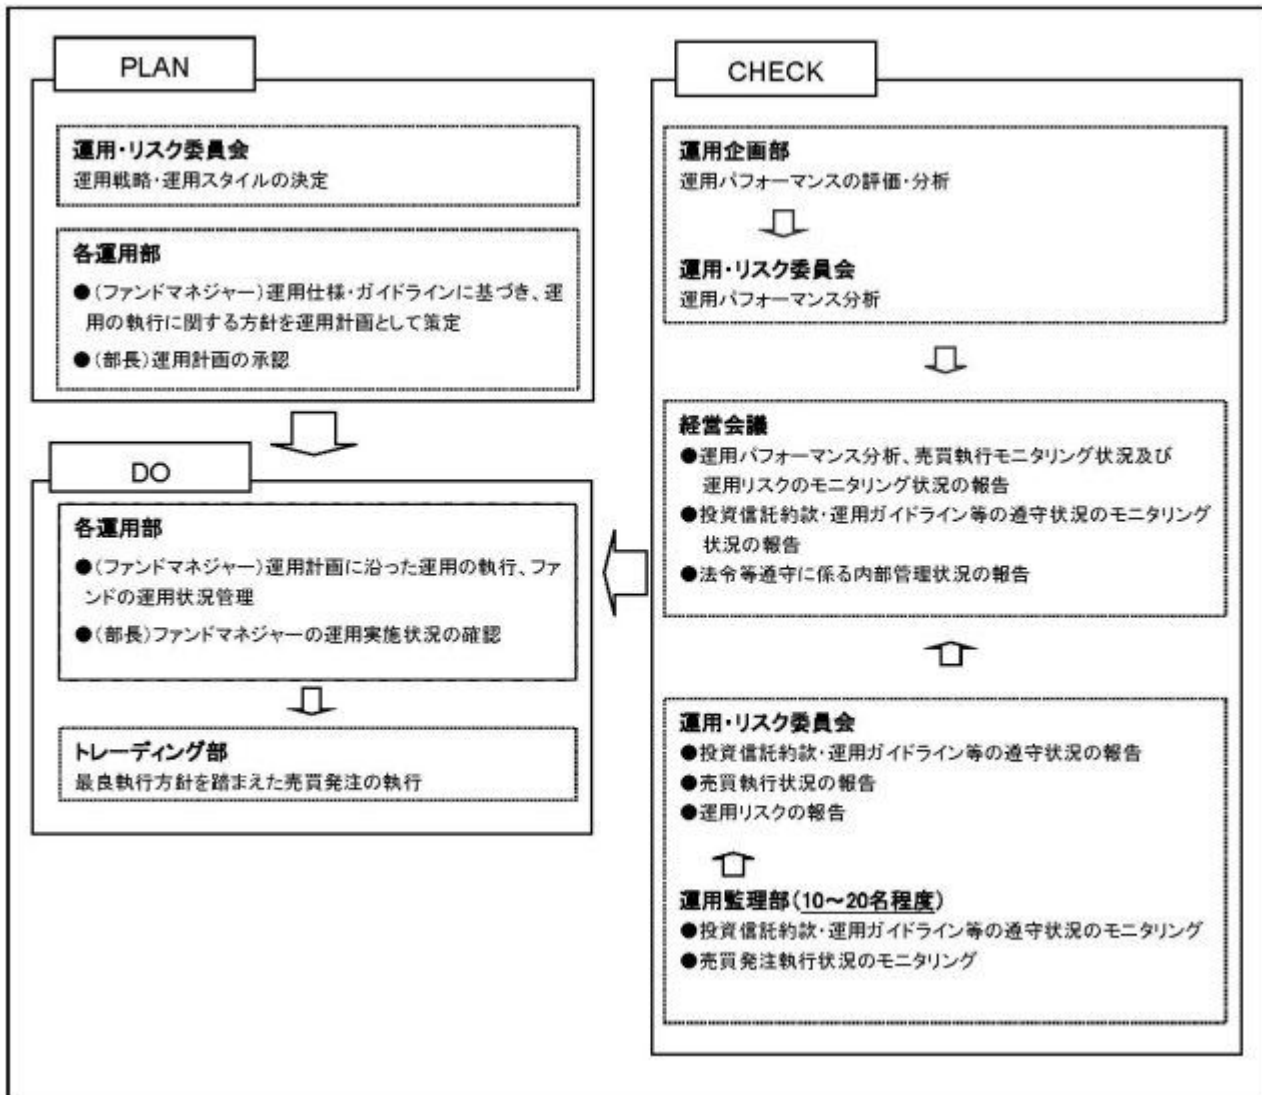 PLAN
運用・リスク委員会
運用戦略・運用スタイルの決定
各運用部
●(ファンドマネジャー)運用仕様・ガイドラインに基づき、運
用の執行に関する方針を運用計画として策定
●(部長)運用計画の承認
DO
各運用部
●(ファンドマネジャー)運用計画に沿った運用の執行、ファ
ンドの運用状況管理
●(部長)ファンドマネジャーの運用実施状況の確認
トレーディング部
最良執行方針を踏まえた売買発注の執行
CHECK
運用企画部
運用パフォーマンスの評価・分析
運用・リスク委員会
運用パフォーマンス分析
経営会議
●運用パフォーマンス分析、売買執行モニタリング状況及び
運用リスクのモニタリング状況の報告
●投資信託約款・運用ガイドライン等の遵守状況のモニタリング
状況の報告
●法令等遵守に係る内部管理状況の報告
運用・リスク委員会
●投資信託約款・運用ガイドライン等の遵守状況の報告
●売買執行状況の報告
●運用リスクの報告
運用監理部(10～20名程度)
●投資信託約款・運用ガイドライン等の遵守状況のモニタリング
●売買発注執行状況のモニタリング